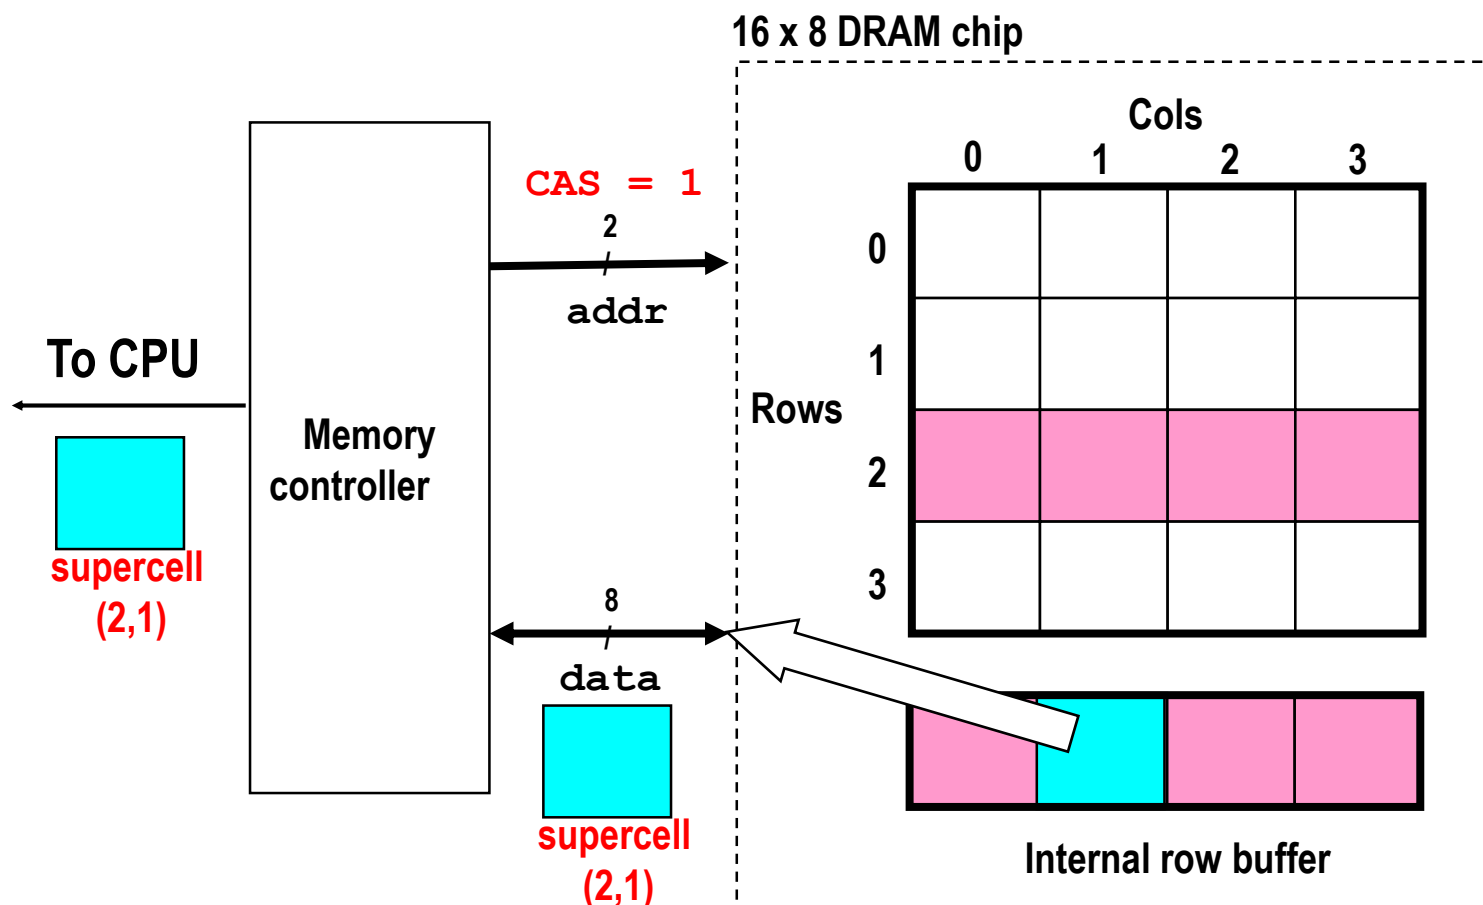 16 x 8 DRAM chip
Cols
0 1 2 3
CAS = 1
2
addr
0
To CPU
1
Rows
Memory
controller
2
supercell
(2,1)
3
8
data
supercell
(2,1)
Internal row buffer